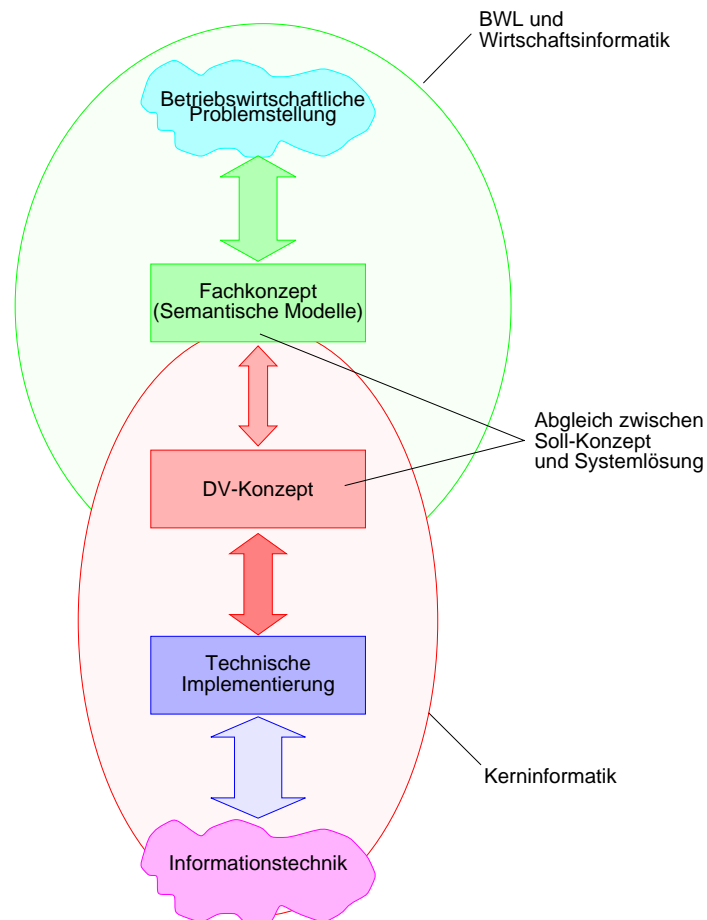 BWL und
Wirtschaftsinformatik
Betriebswirtschaftliche
Problemstellung
Fachkonzept
(Semantische Modelle)
Abgleich zwischen
Soll-Konzept
und Systemlösung
DV-Konzept
Technische
Implementierung
Kerninformatik
Informationstechnik